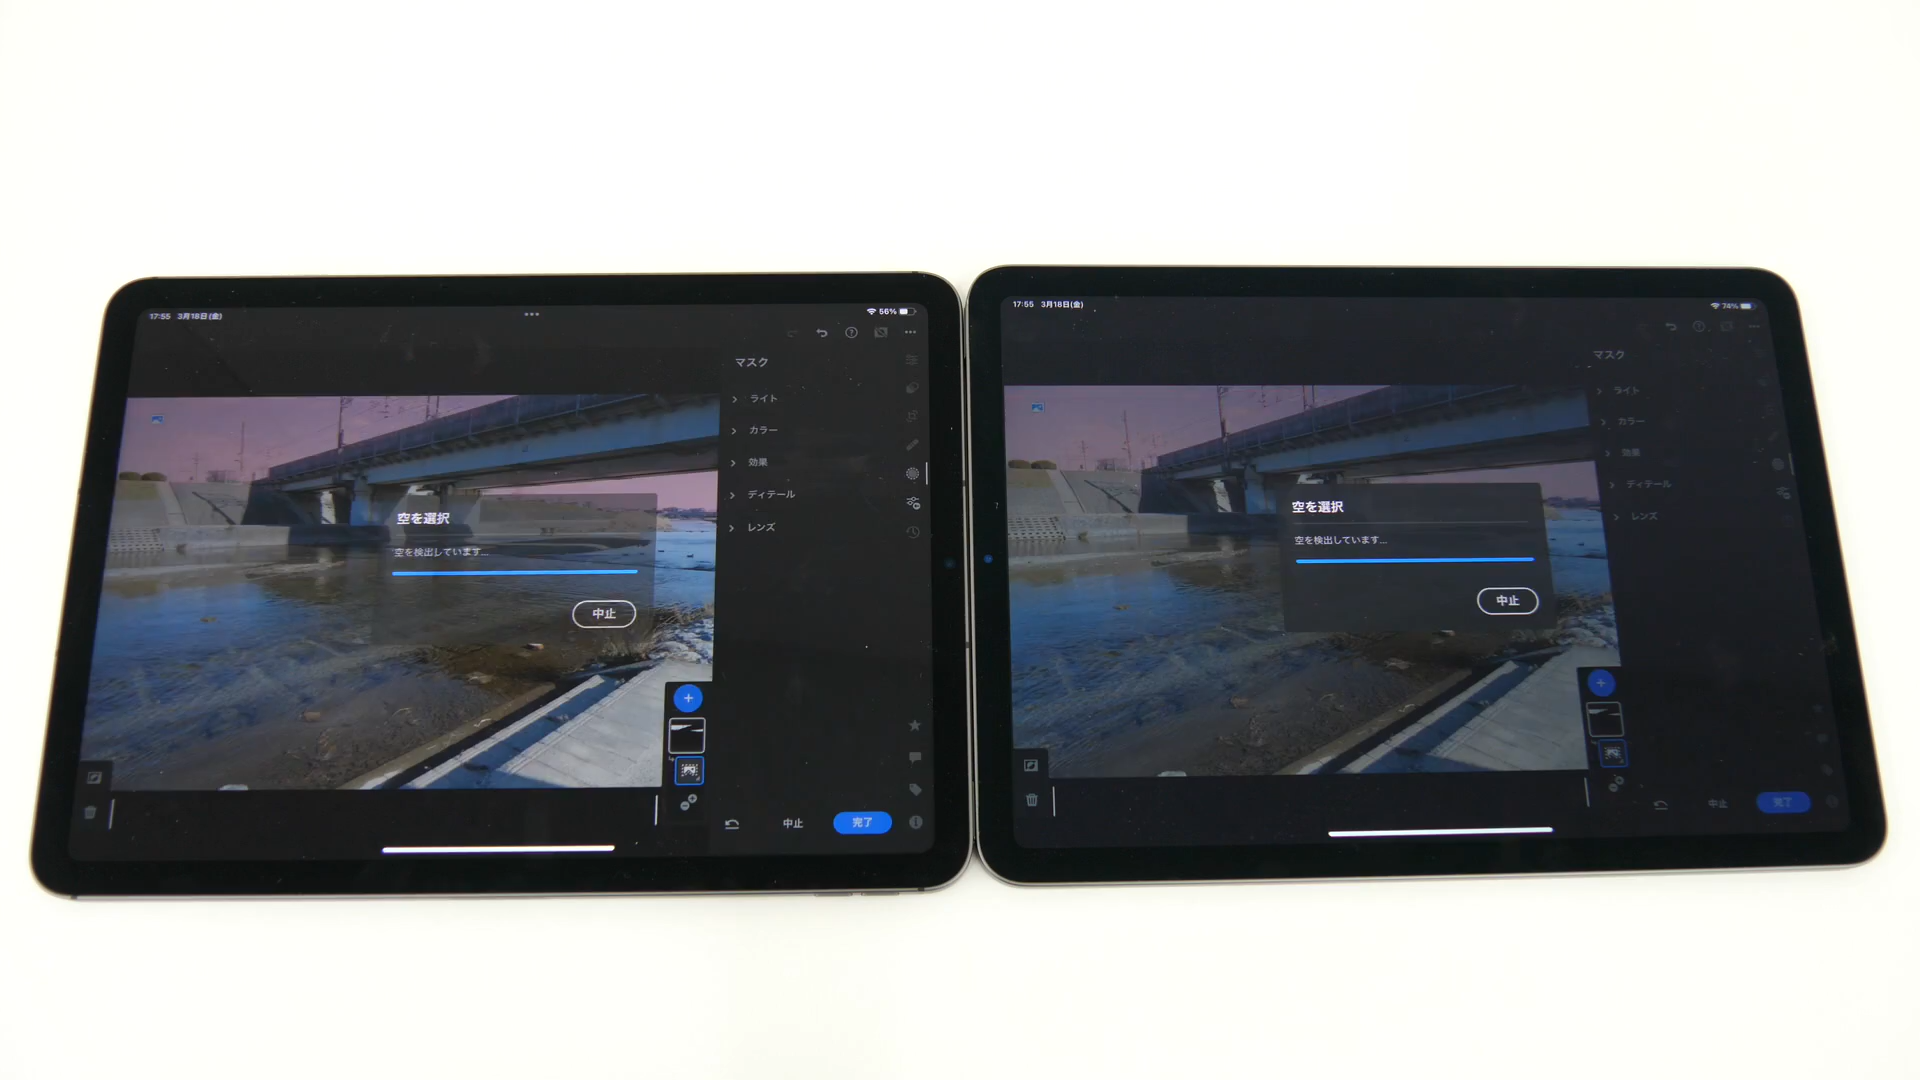 17:55 3月18日(金)
56%
マスク
ライト
カラー
効果
ディテール
レンズ
空を選択
空を検出しています...
中止
中止
完了
17:55 3月18日(金)
74%
マスク
ライト
カラー
効果
ディテール
レンズ
空を選択
空を検出しています...
中止
中止
完了